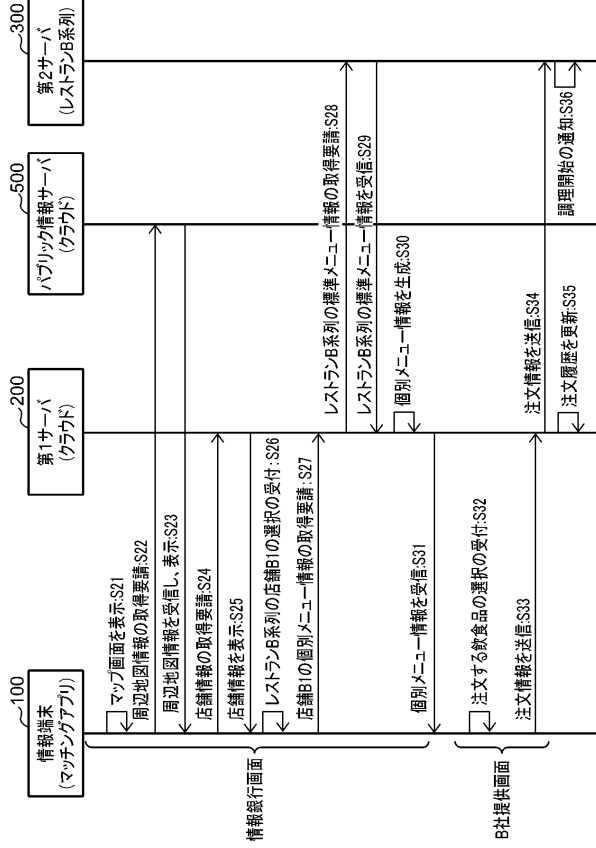 100
情報端末
(マッチングアプリ)
200
第1サーバ
(クラウド)
500
パブリック情報サーバ
(クラウド)
300
第2サーバ
(レストランB系列)
マップ画面を表示:S21
周辺地図情報の取得要請:S22
周辺地図情報を受信し、表示:S23
店舗情報の取得要請:S24
店舗情報を表示:S25
レストランB系列の店舗B1の選択の受付:S26
店舗B1の個別メニュー情報の取得要請:S27
レストランB系列の標準メニュー情報の取得要請:S28
レストランB系列の標準メニュー情報を受信:S29
個別メニュー情報を生成:S30
個別メニュー情報を受信:S31
注文する飲食品の選択の受付:S32
注文情報を送信:S33
注文情報を送信:S34
注文履歴を更新:S35
調理開始の通知:S36
情報銀行画面
B社提供画面